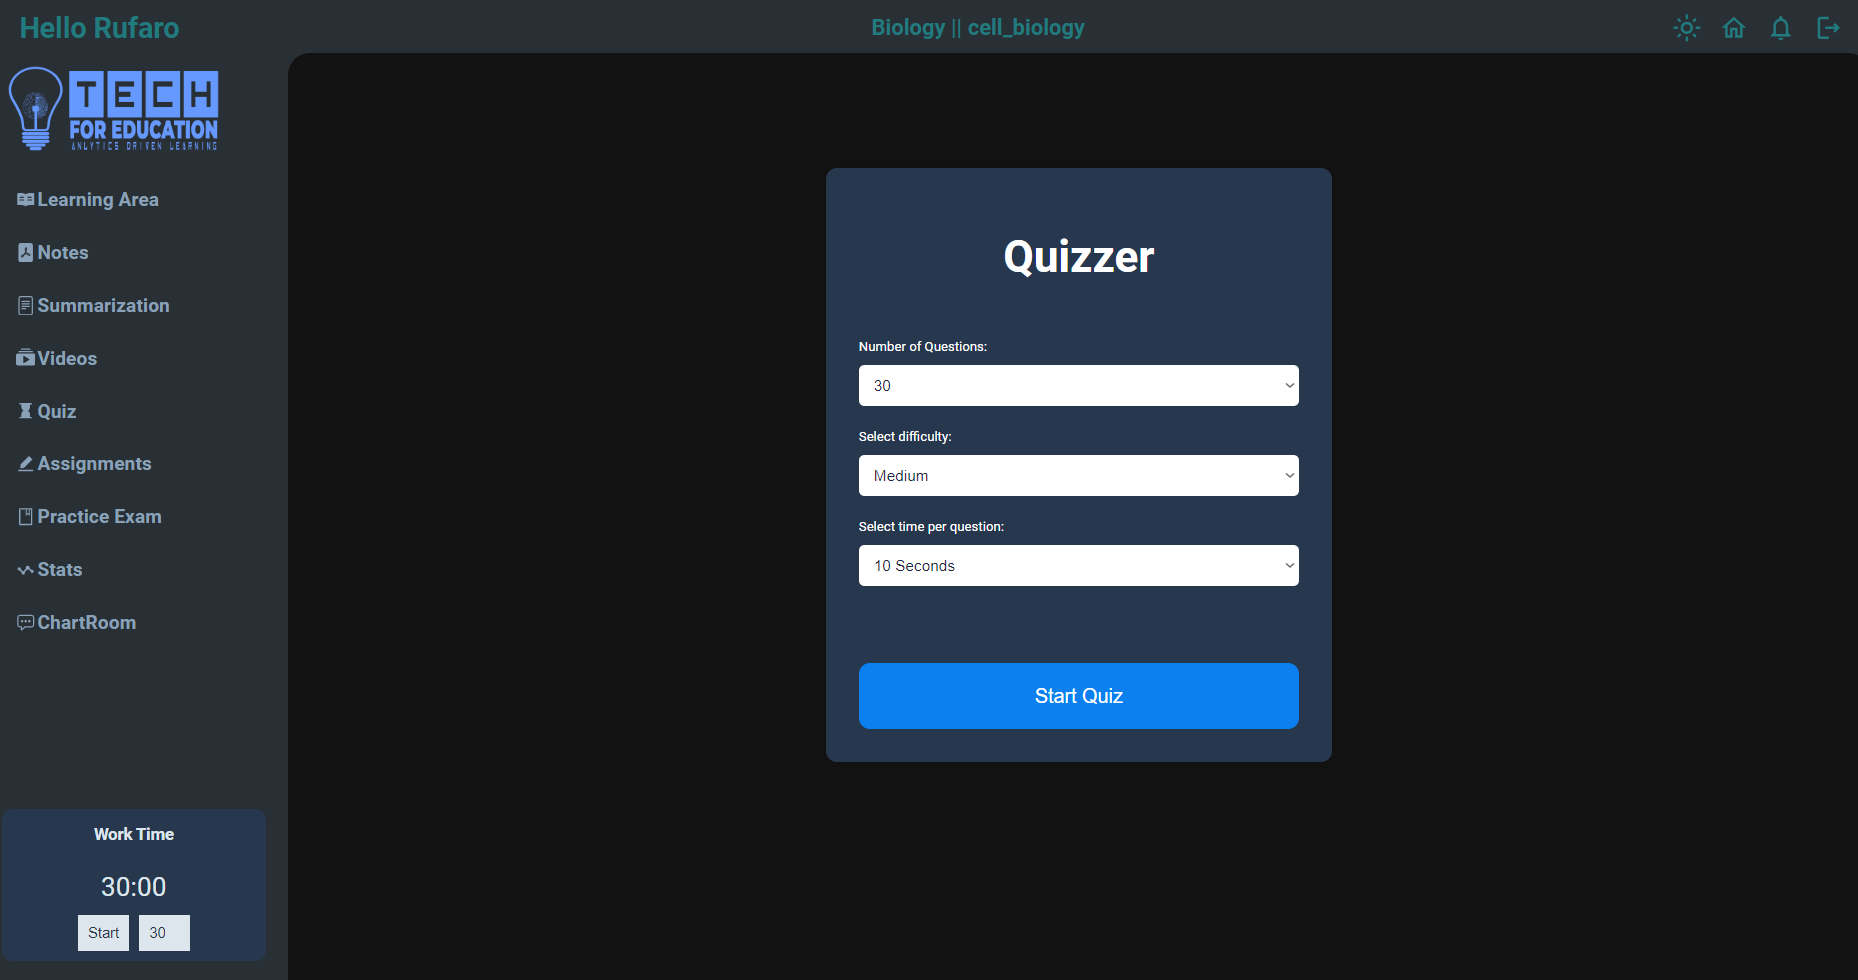 Hello Rufaro
Biology || cell_biology
TECH
FOR EDUCATION
ANLYTICS DRIVEN LEARNING
Learning Area
Notes
Summarization
Videos
Quiz
Assignments
Practice Exam
Stats
ChartRoom
Work Time
30:00
Start
30
Quizzer
Number of Questions:
30
Select difficulty:
Medium
Select time per question:
10 Seconds
Start Quiz